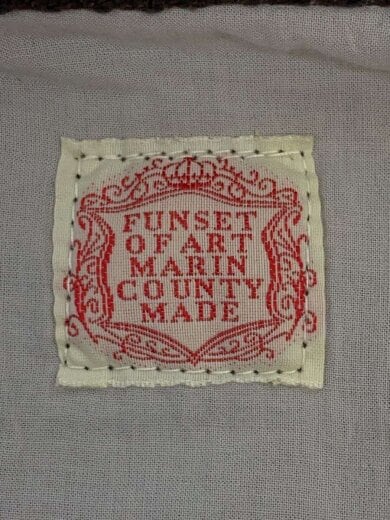 FUNSET
OF ART
MARIN
COUNTY
MADE